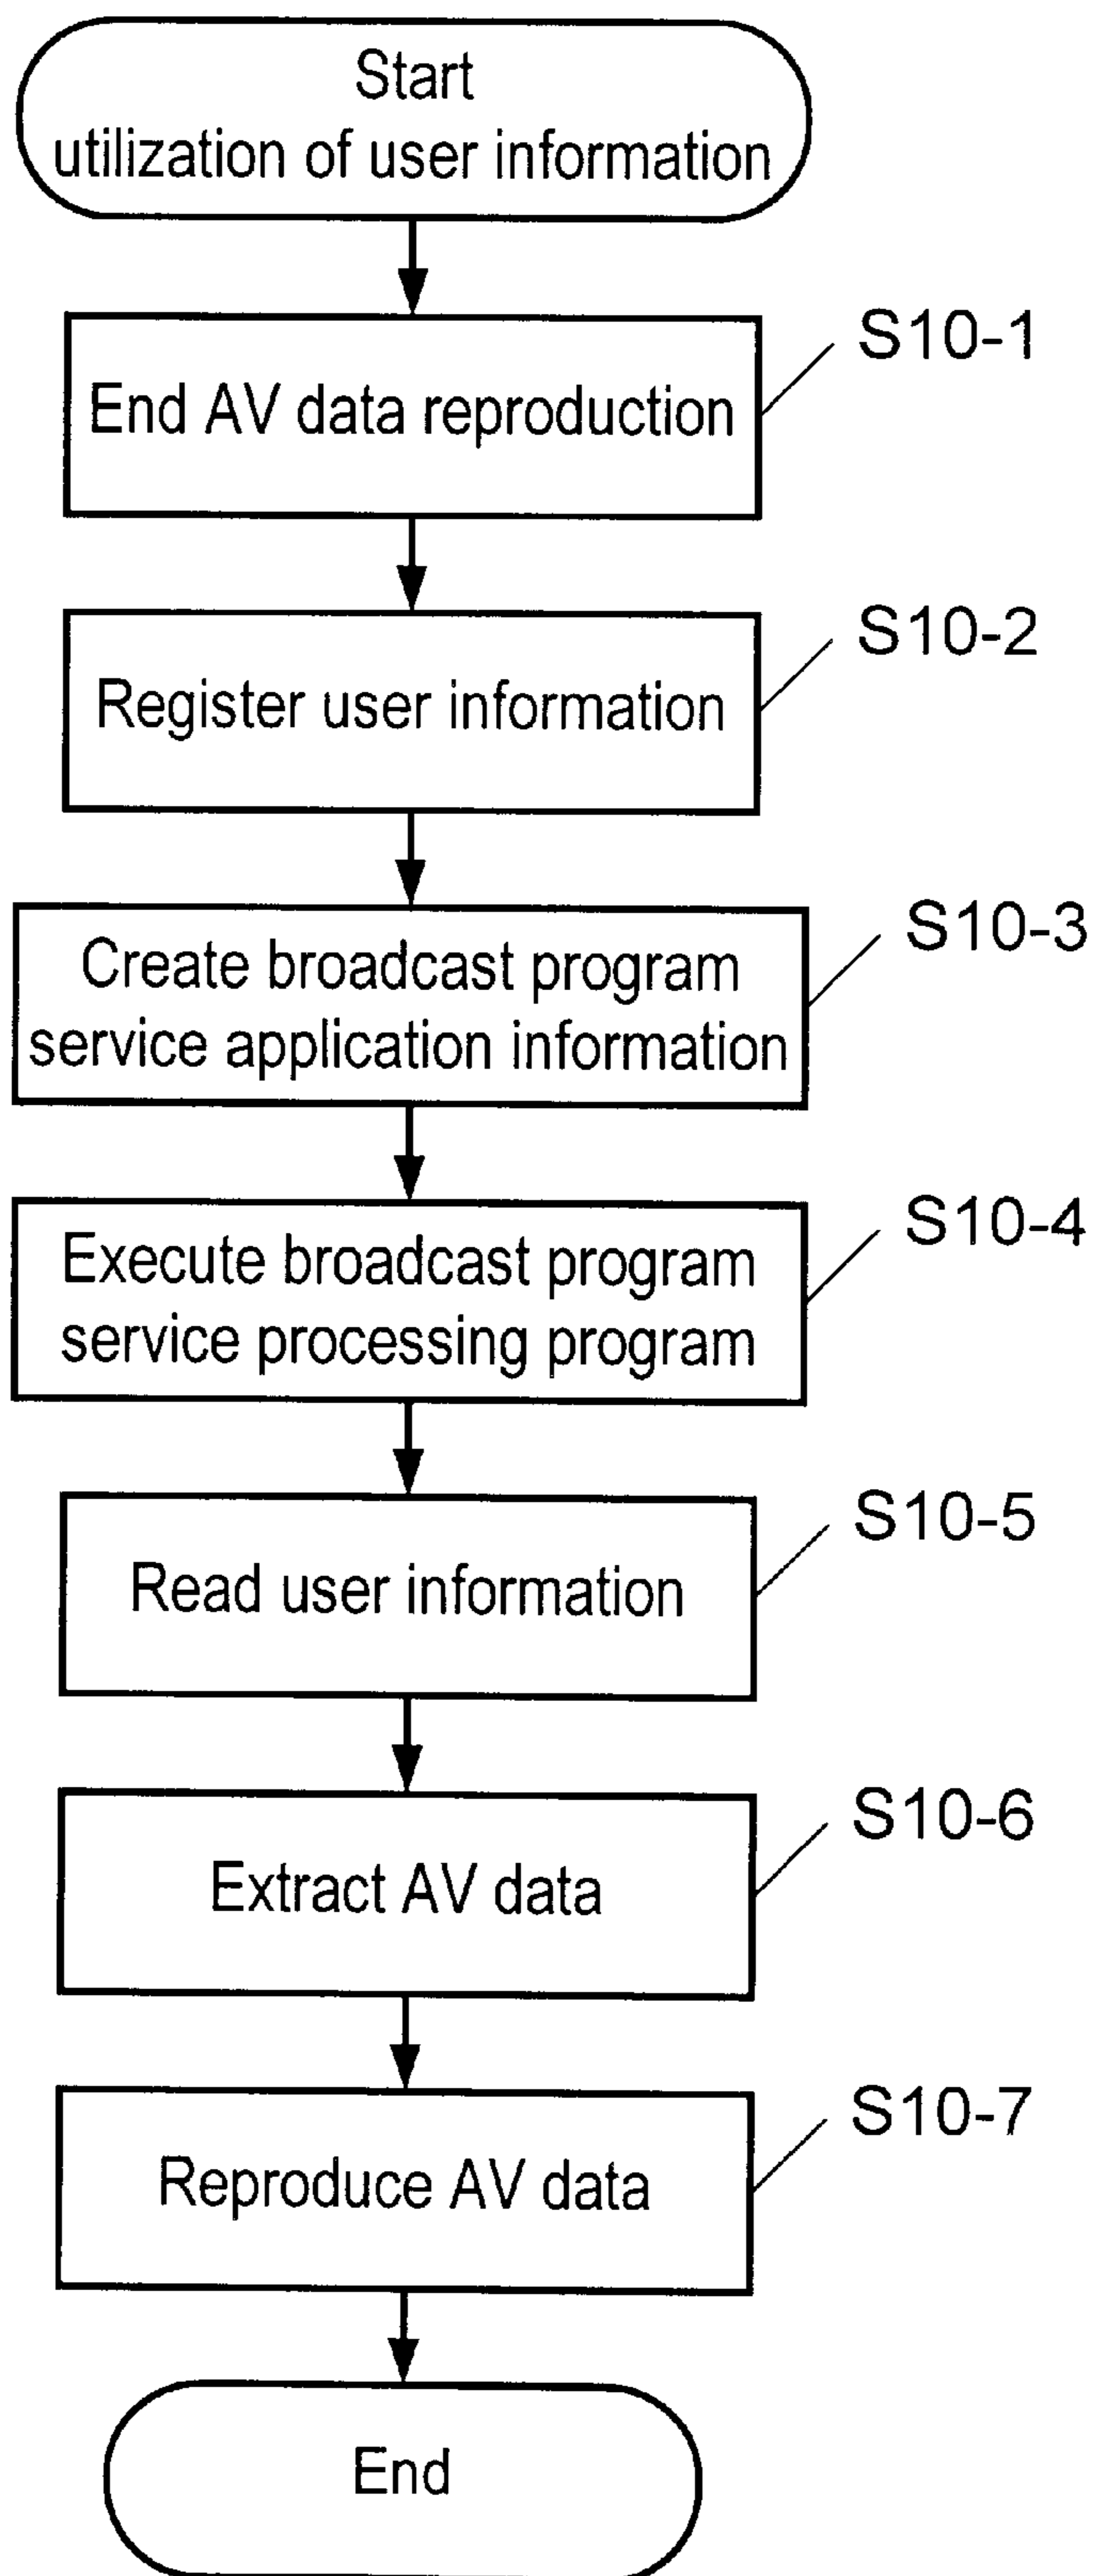 Start
utilization of user information
S10-1
End AV data reproduction
S10-2
Register user information
S10-3
Create broadcast program
service application information
S10-4
Execute broadcast program
service processing program
S10-5
Read user information
S10-6
Extract AV data
S10-7
Reproduce AV data
End